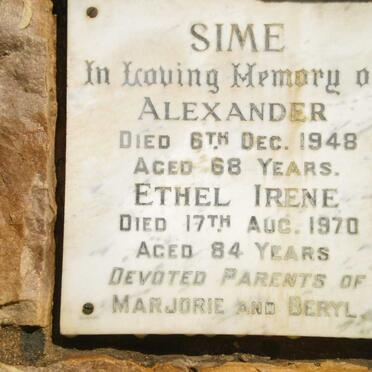 SIME
In Loving Memory o
ALEXANDER
DIED 6TH DEC. 1948
AGED 68 YEARS.
ETHEL IRENE
DIED 17TH AUG. 1970
AGED 84 YEARS
DEVOTED PARENTS OF
MARJORIE AND BERYL.